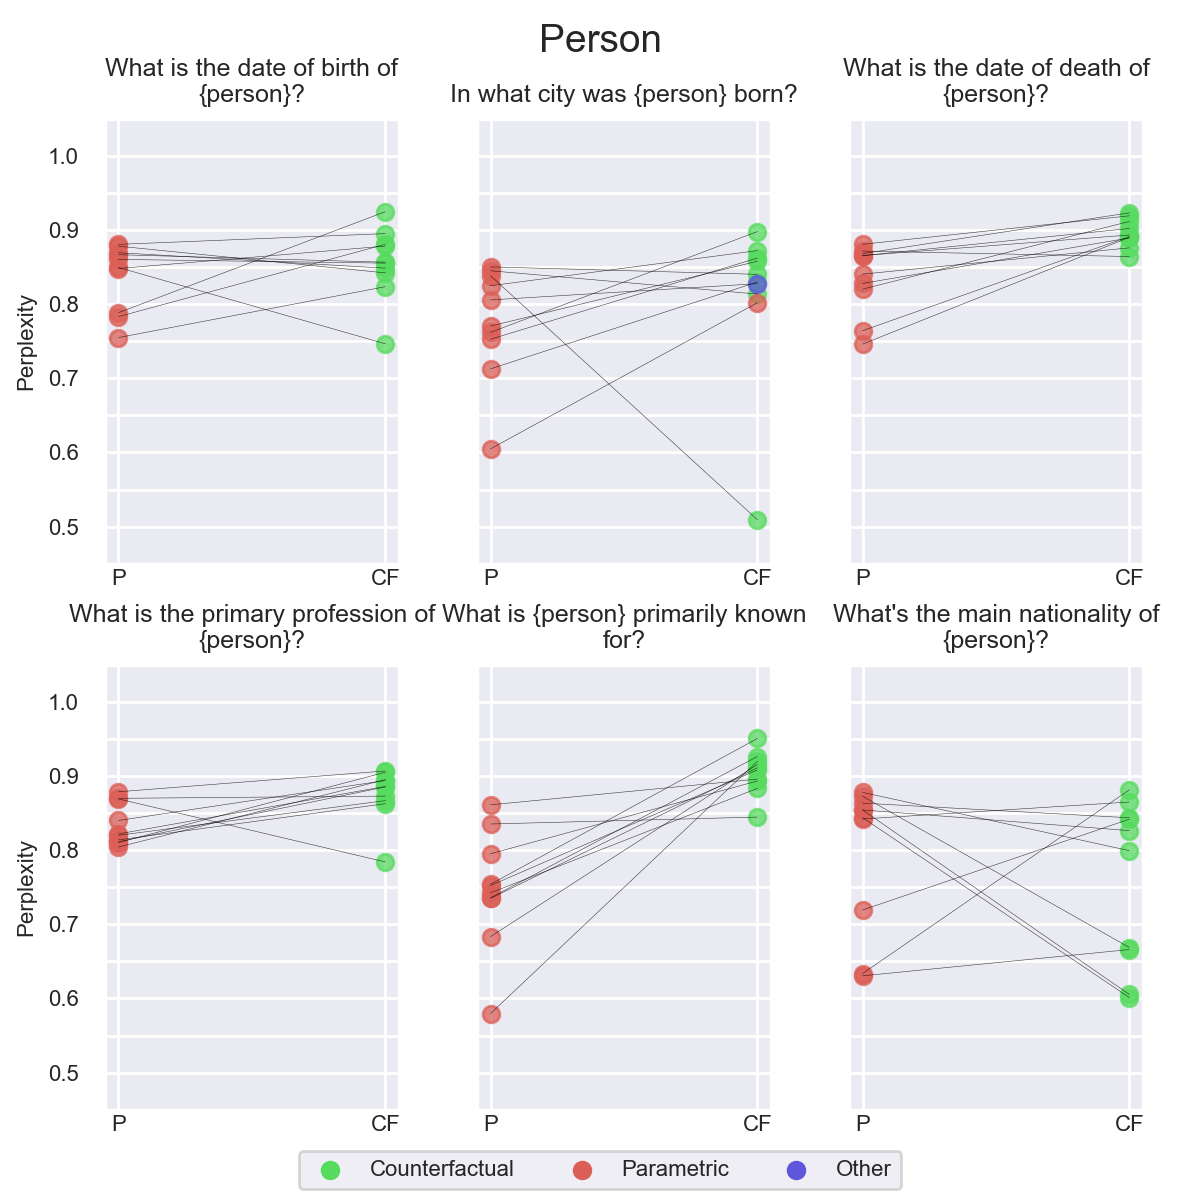 Person
What is the date of birth of
{person}?
In what city was {person} born?
What is the date of death of
{person}?
1.0
0.9
0.8
0.7
0.6
0.5
Perplexity
P
CF
P
CF
P
CF
What is the primary profession of
{person}?
What is {person} primarily known
for?
What's the main nationality of
{person}?
1.0
0.9
0.8
0.7
0.6
0.5
Perplexity
P
CF
P
CF
P
CF
Counterfactual
Parametric
Other